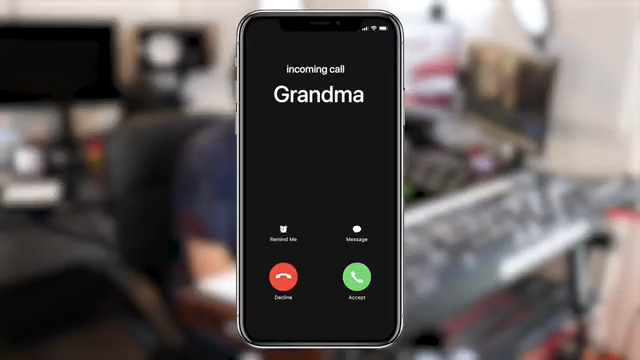 incoming call
Grandma
Remind Me
Message
Decline
Accept